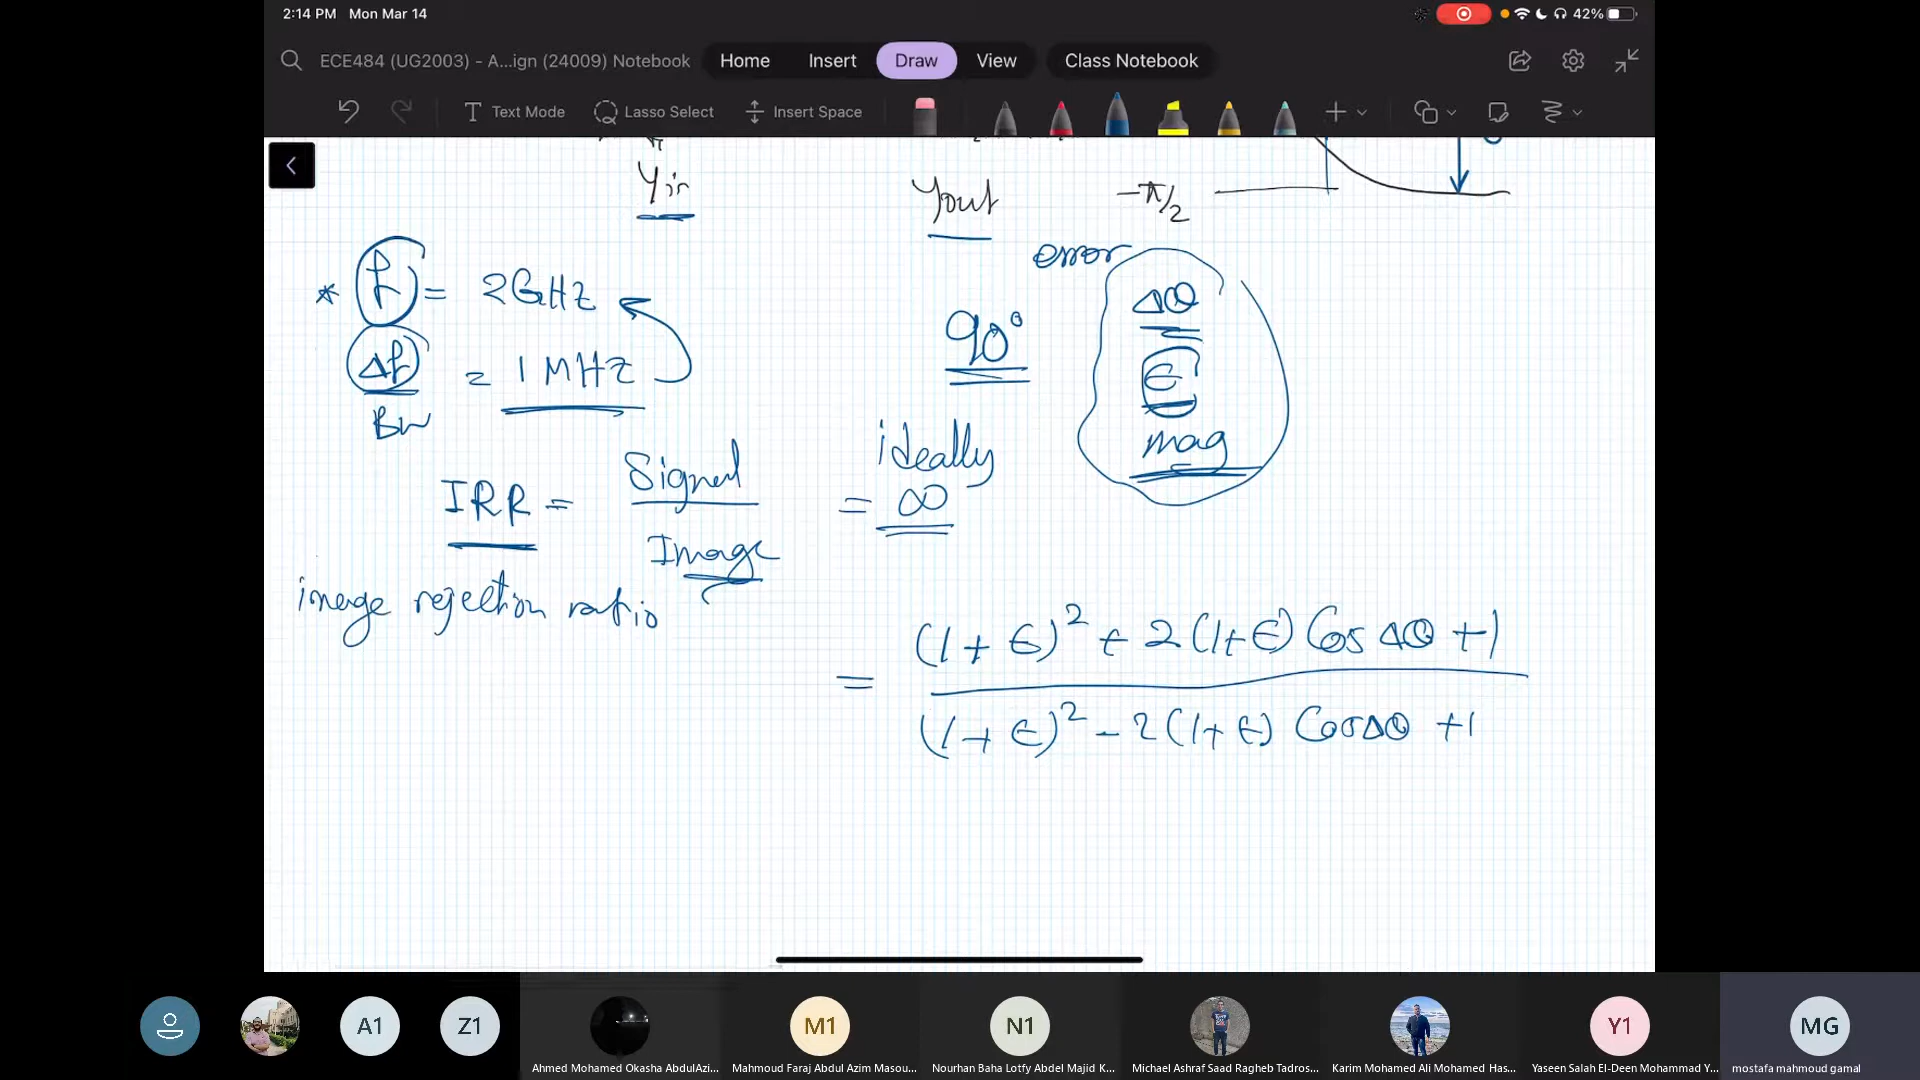 2:14 PM Mon Mar 14
42%
ECE484 (UG2003) - A...ign (24009) Notebook
Home Insert Draw View Class Notebook
Text Mode Lasso Select Insert Space
Yin
Yout
-π/2
error
* f = 2GHz
90°
Δθ
Δf = 1 MHz
ϵ
BW
mag
ideally
IRR = Signal / Image = ∞
image rejection ratio
= (1+ϵ)² + 2(1+ϵ) Cos Δθ +1
(1+ϵ)² - 2(1+ϵ) Cos Δθ +1
A1 Z1 M1 N1 Y1 MG
Ahmed Mohamed Okasha AbdulAzi... Mahmoud Faraj Abdul Azim Masou... Nourhan Baha Lotfy Abdel Majid K... Michael Ashraf Saad Ragheb Tadros... Karim Mohamed Ali Mohamed Has... Yaseen Salah El-Deen Mohammad Y... mostafa mahmoud gamal